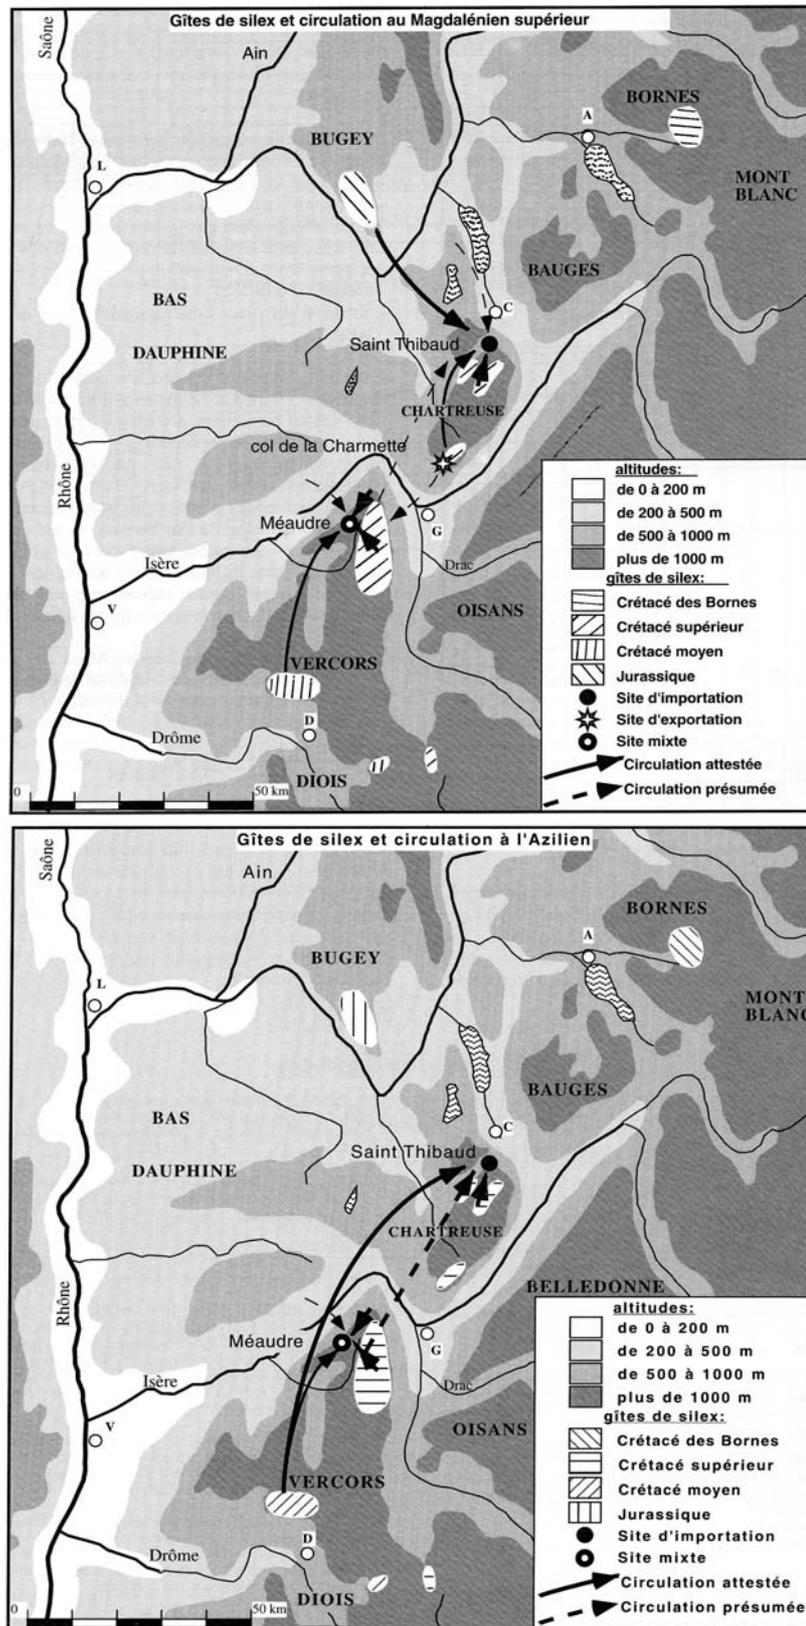 Gîtes de silex et circulation au Magdalénien supérieur
Saône
Ain
BORNES
A
BUGEY
L
MONT
BLANC
BAUGES
BAS
C
DAUPHINE
Saint Thibaud
CHARTREUSE
col de la Charmette
Rhône
Méaudre
G
Isère
Drac
V
OISANS
VERCORS
Drôme
D
DIOIS
0
50 km
altitudes:
de 0 à 200 m
de 200 à 500 m
de 500 à 1000 m
plus de 1000 m
gîtes de silex:
Crétacé des Bornes
Crétacé supérieur
Crétacé moyen
Jurassique
Site d'importation
Site d'exportation
Site mixte
Circulation attestée
Circulation présumée
Gîtes de silex et circulation à l'Azilien
Saône
Ain
BORNES
A
BUGEY
L
MONT
BLANC
BAUGES
BAS
C
DAUPHINE
Saint Thibaud
CHARTREUSE
BELLEDONNE
Rhône
Méaudre
G
Isère
Drac
V
OISANS
VERCORS
Drôme
D
DIOIS
0
50 km
altitudes:
de 0 à 200 m
de 200 à 500 m
de 500 à 1000 m
plus de 1000 m
gîtes de silex:
Crétacé des Bornes
Crétacé supérieur
Crétacé moyen
Jurassique
Site d'importation
Site mixte
Circulation attestée
Circulation présumée